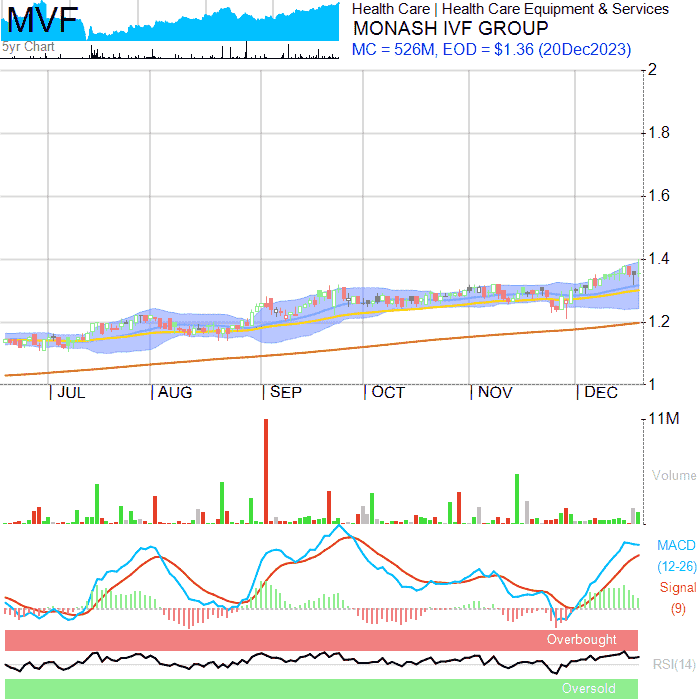 MVF
5yr Chart
Health Care | Health Care Equipment & Services
MONASH IVF GROUP
MC = 526M, EOD = $1.36 (20Dec2023)
2
1.8
1.6
1.4
1.2
1
JUL
AUG
SEP
OCT
NOV
DEC
11M
Volume
MACD
(12-26)
Signal
(9)
Overbought
RSI(14)
Oversold